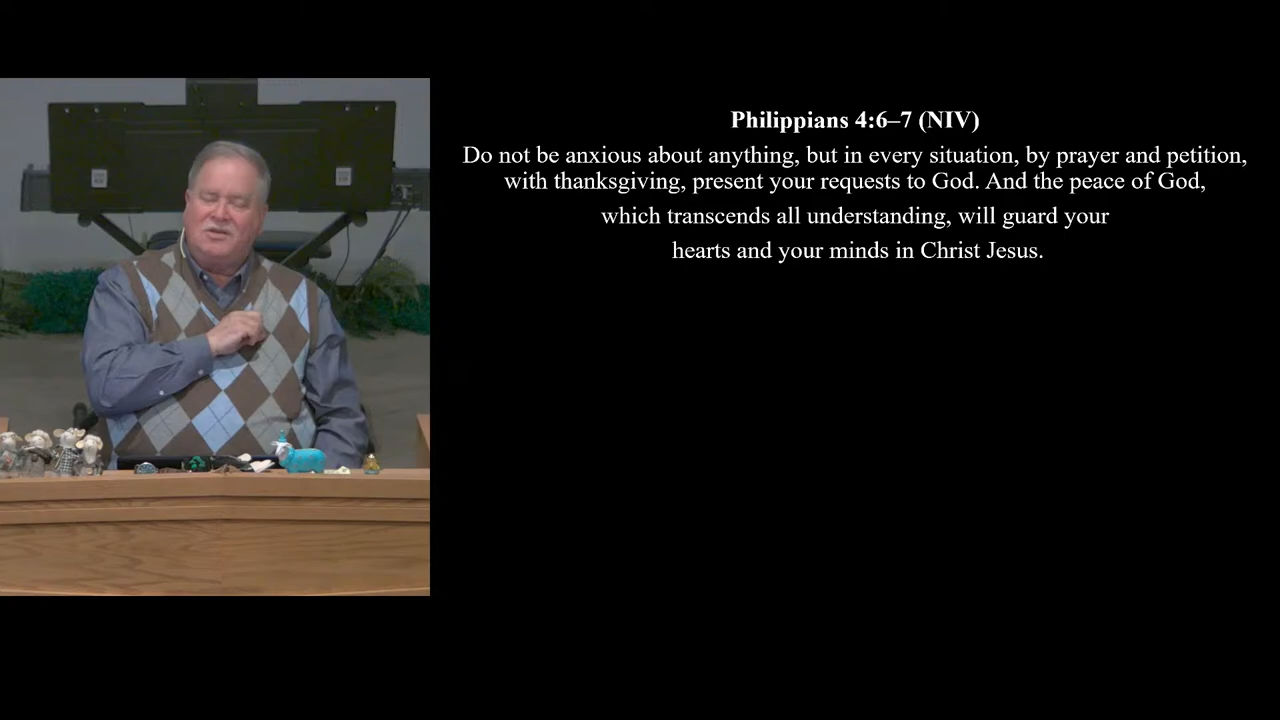 Philippians 4:6–7 (NIV)
Do not be anxious about anything, but in every situation, by prayer and petition,
with thanksgiving, present your requests to God. And the peace of God,
which transcends all understanding, will guard your
hearts and your minds in Christ Jesus.